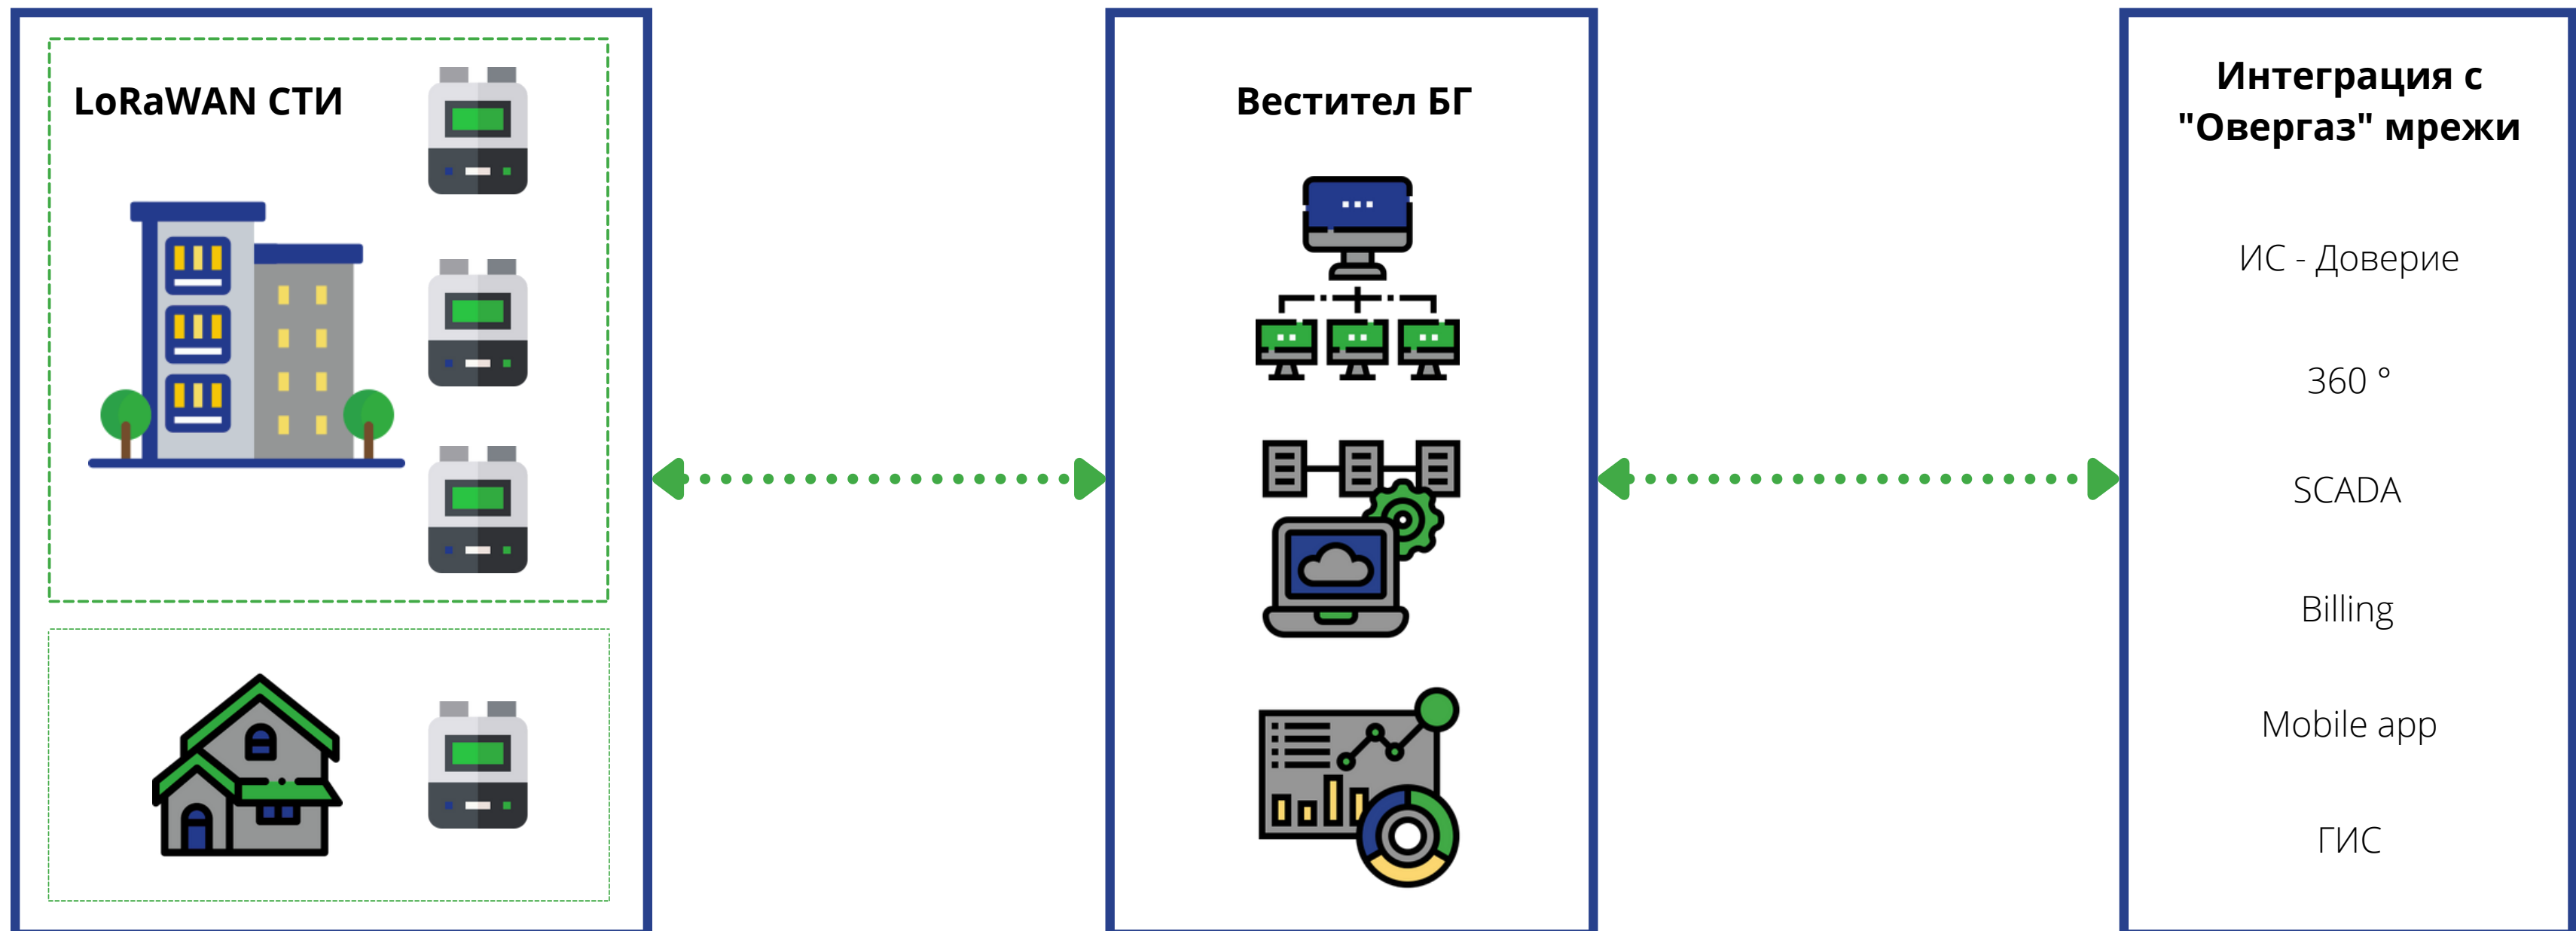 LoRaWAN СТИ
Вестител БГ
Интеграция с
"Овергаз" мрежи
ИС - Доверие
360 °
SCADA
Billing
Mobile app
ГИС